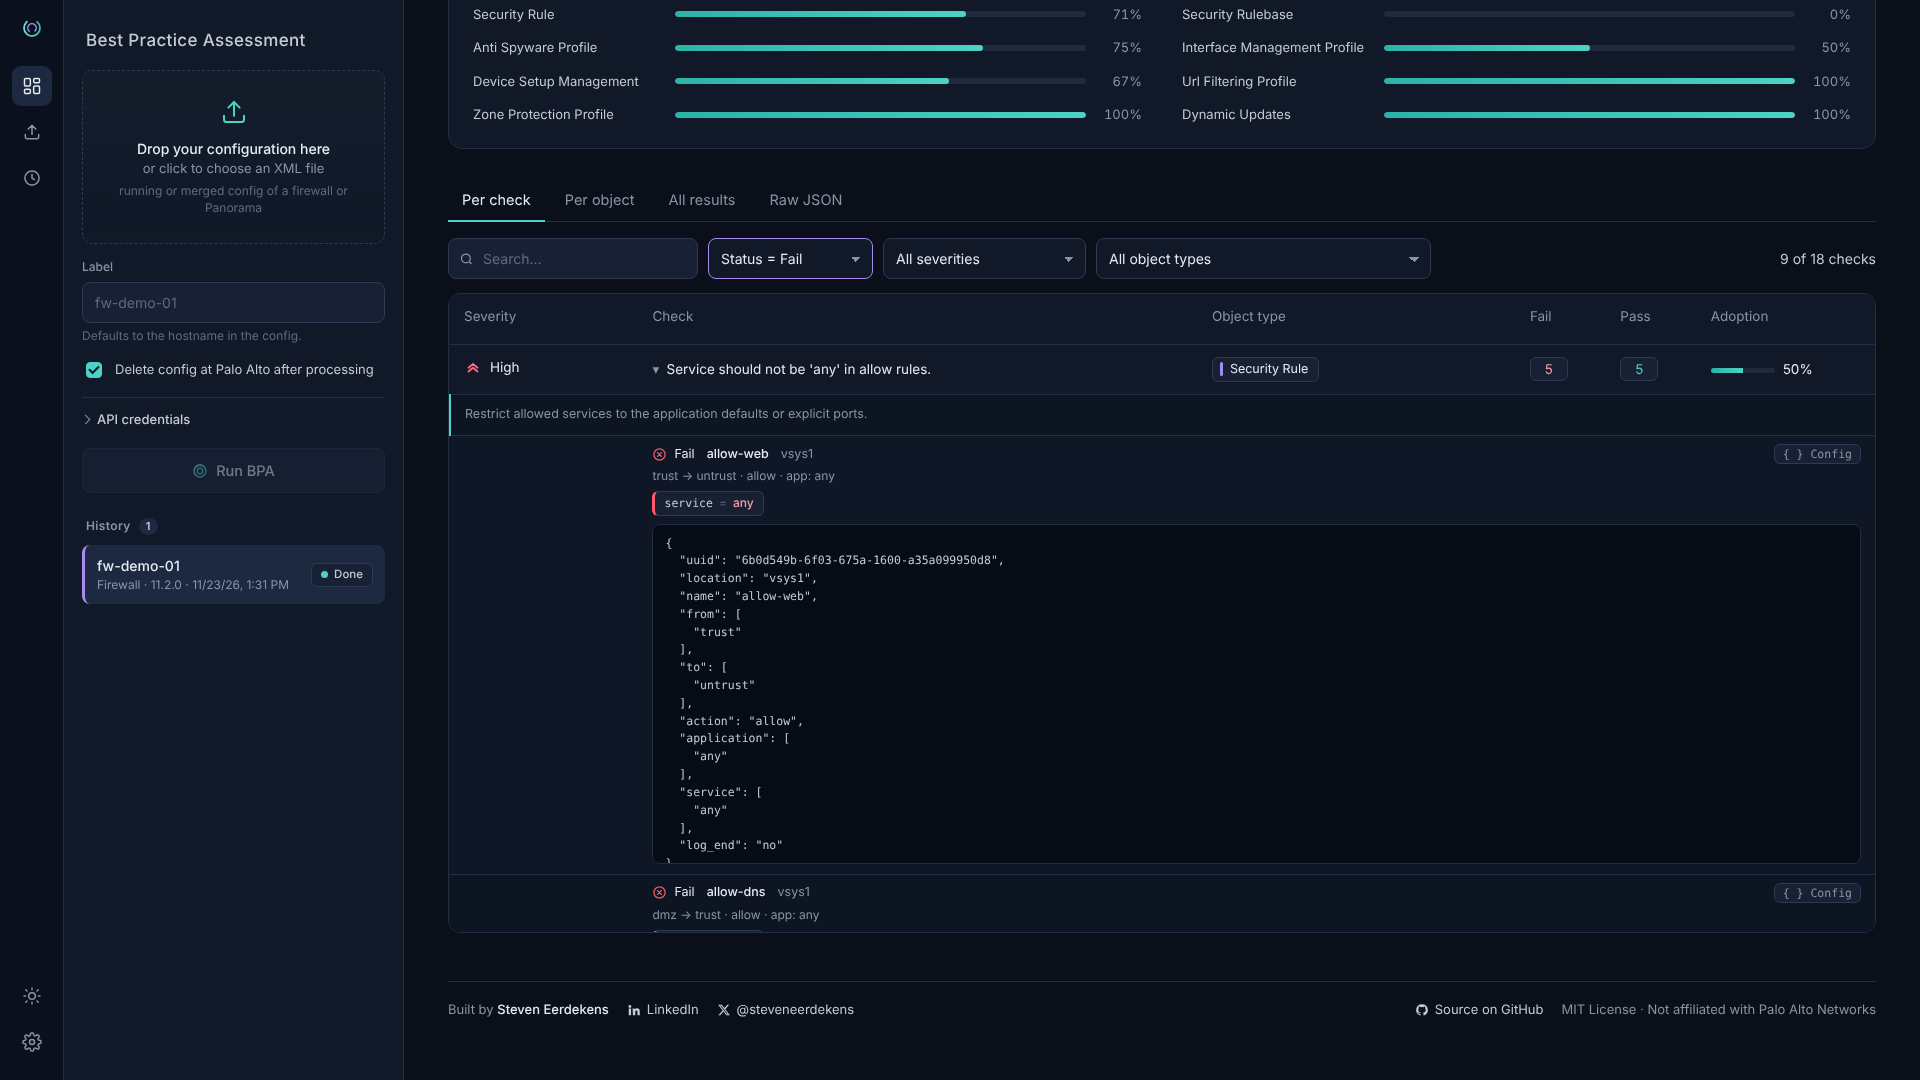 Best Practice Assessment
Drop your configuration here
or click to choose an XML file
running or merged config of a firewall or
Panorama
Label
fw-demo-01
Defaults to the hostname in the config.
Delete config at Palo Alto after processing
API credentials
Run BPA
History 1
fw-demo-01
Firewall · 11.2.0 · 11/23/26, 1:31 PM
Done
Security Rule 71%
Security Rulebase 0%
Anti Spyware Profile 75%
Interface Management Profile 50%
Device Setup Management 67%
Url Filtering Profile 100%
Zone Protection Profile 100%
Dynamic Updates 100%
Per check Per object All results Raw JSON
Search... Status = Fail All severities All object types 9 of 18 checks
Severity Check Object type Fail Pass Adoption
High ▾ Service should not be 'any' in allow rules. Security Rule 5 5 50%
Restrict allowed services to the application defaults or explicit ports.
Fail allow-web vsys1 { } Config
trust → untrust · allow · app: any
service = any
{
"uuid": "6b0d549b-6f03-675a-1600-a35a099950d8",
"location": "vsys1",
"name": "allow-web",
"from": [
"trust"
],
"to": [
"untrust"
],
"action": "allow",
"application": [
"any"
],
"service": [
"any"
],
"log_end": "no"
}
Fail allow-dns vsys1 { } Config
dmz → trust · allow · app: any
Built by Steven Eerdekens LinkedIn @steveneerdekens Source on GitHub MIT License · Not affiliated with Palo Alto Networks